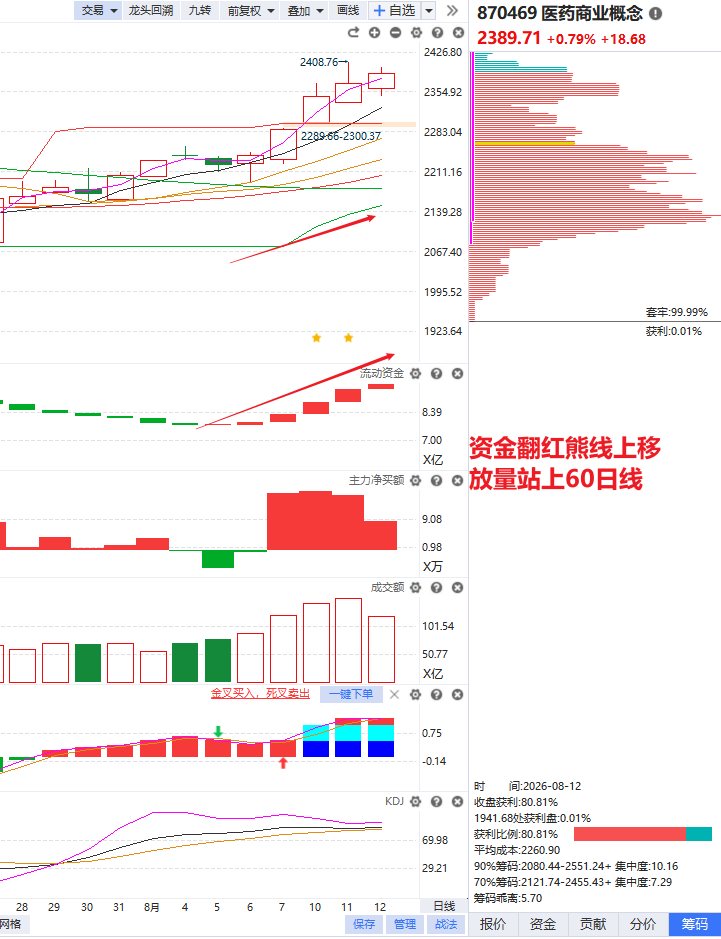 交易 龙头回溯 九转 前复权 叠加 画线 +自选
870469 医药商业概念
2389.71 +0.79% +18.68
2426.80
2408.76→
2354.92
2283.04
2289.66-2300.37
2211.16
2139.28
2067.40
1995.52
1923.64
套牢:99.99%
获利:0.01%
流动资金
8.39
7.00
X亿
资金翻红熊线上移
放量站上60日线
主力净买额
9.08
0.98
X万
成交额
101.54
50.77
X亿
金叉买入，死叉卖出 一键下单
0.75
-0.14
KDJ
69.98
29.21
时 间:2026-08-12
收盘获利:80.81%
1941.68处获利盘:0.01%
获利比例:80.81%
平均成本:2260.90
90%筹码:2080.44-2551.24+ 集中度:10.16
70%筹码:2121.74-2455.43+ 集中度:7.29
筹码乖离:5.70
28 29 30 31 8月 4 5 6 7 10 11 12 日线
网格 保存 管理 战法
报价 资金 贡献 分价 筹码